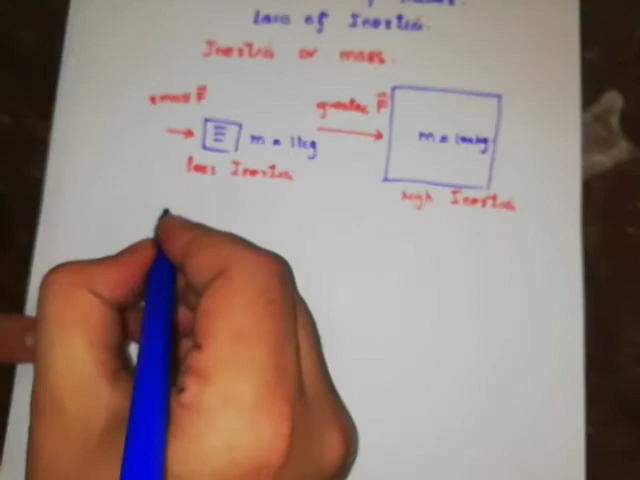 Law of Inertia.
Inertia or mass.
small F
m = 1kg
less Inertia
greater F
m = 100kg
high Inertia